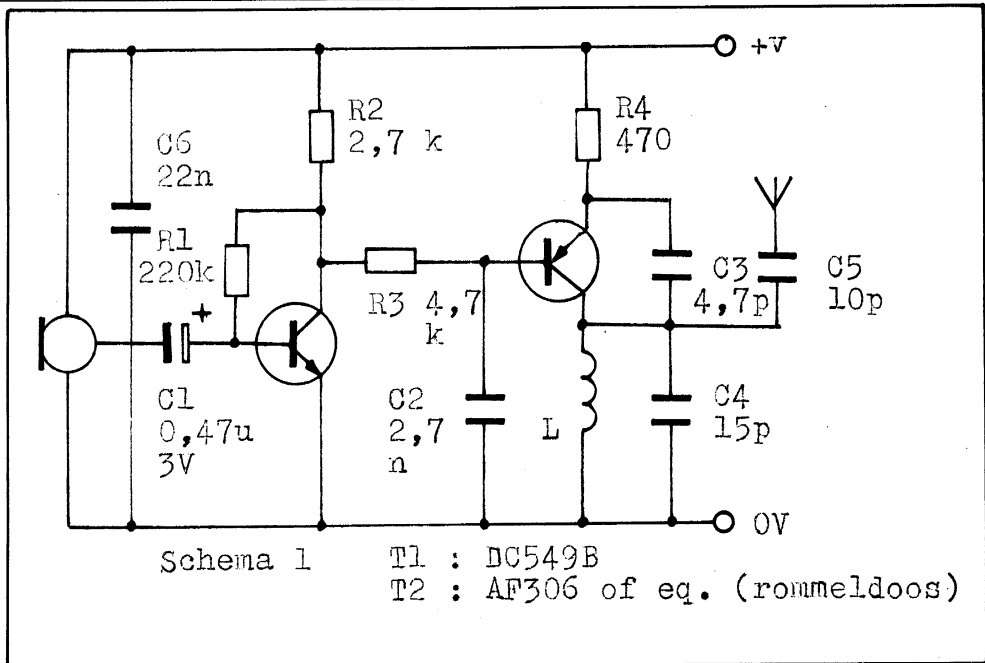 +V
R2
2,7 k
R4
470
C6
22n
R1
220k
+
R3 4,7
k
C3
4,7p
C5
10p
C1
0,47u
3V
C2
2,7
n
L
C4
15p
0V
Schema 1
T1 : DC549B
T2 : AF306 of eq. (rommeldoos)